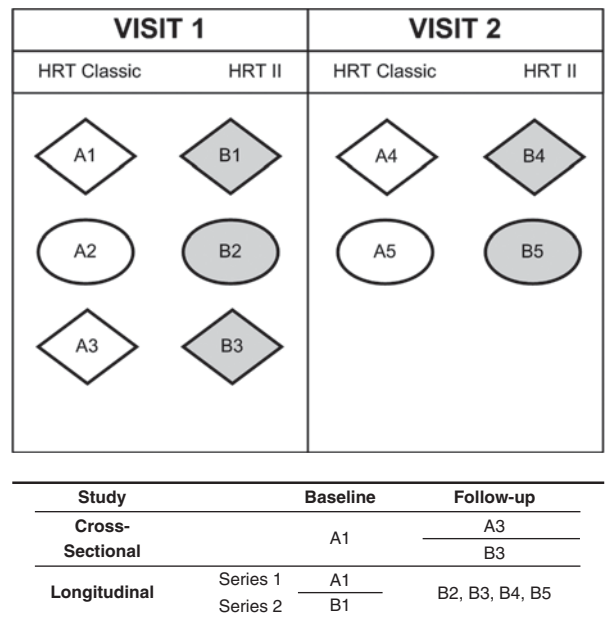 VISIT 1 VISIT 2
HRT Classic HRT II HRT Classic HRT II
A1 B1 A4 B4
A2 B2 A5 B5
A3 B3
Study Baseline Follow-up
Cross-
Sectional A1 A3
B3
Longitudinal Series 1 A1 B2, B3, B4, B5
Series 2 B1